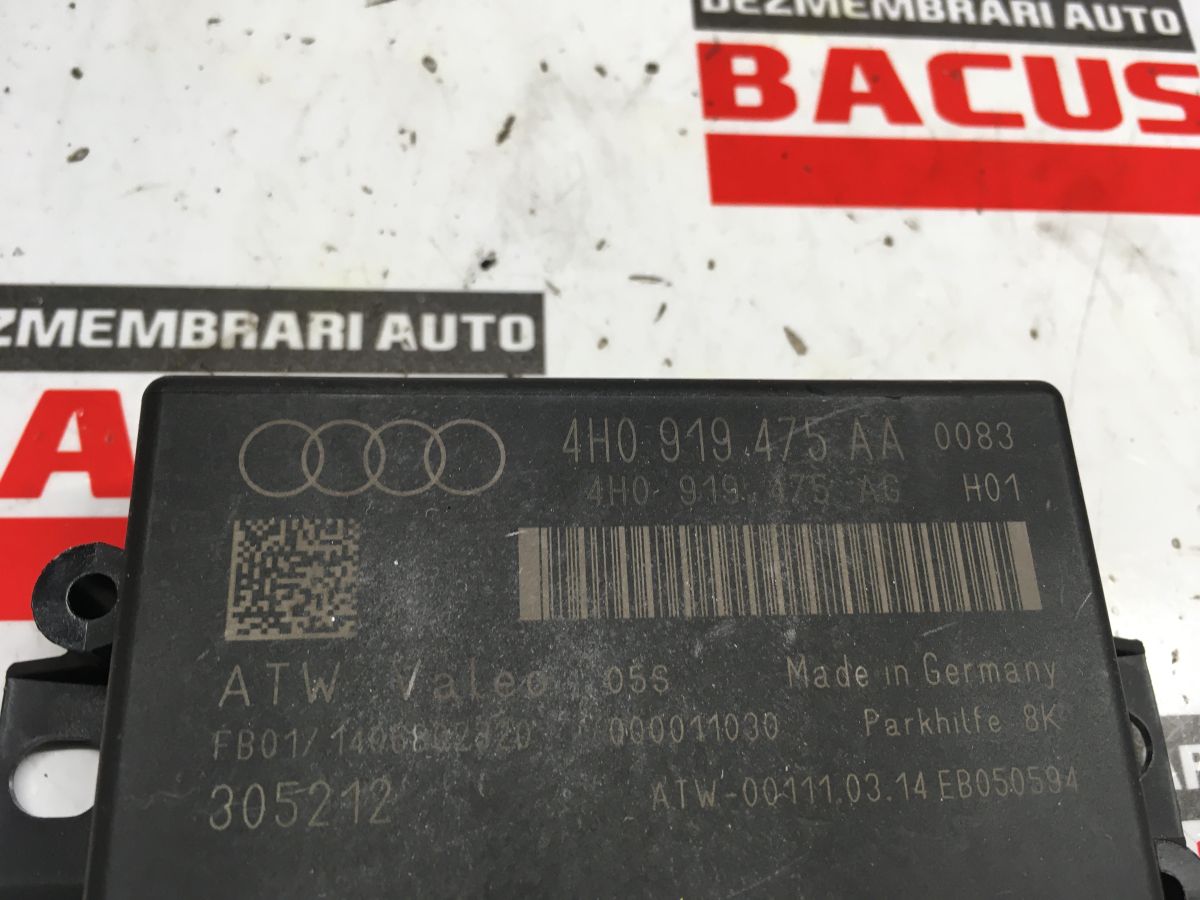 DEZMEMBRARI AUTO
BACUS
ZMEMBRARI AUTO
A
4H0 919 475 AA 0083
4H0 919 475 AG H01
ATW Valeo 05S Made in Germany
FB01/ 000011030 Parkhilfe 8K
305212 ATW-00111.03.14 EB050594